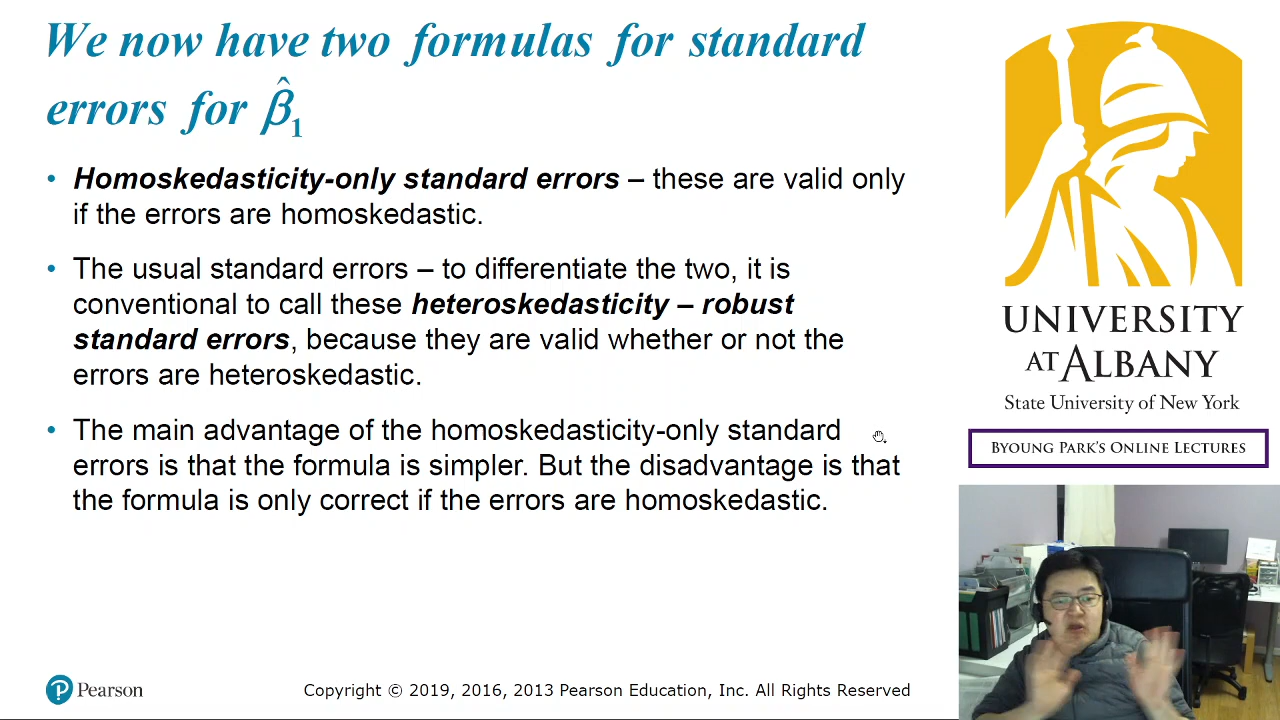 We now have two formulas for standard
errors for β̂₁
• Homoskedasticity-only standard errors – these are valid only
if the errors are homoskedastic.
• The usual standard errors – to differentiate the two, it is
conventional to call these heteroskedasticity – robust
standard errors, because they are valid whether or not the
errors are heteroskedastic.
• The main advantage of the homoskedasticity-only standard
errors is that the formula is simpler. But the disadvantage is that
the formula is only correct if the errors are homoskedastic.
P Pearson
Copyright © 2019, 2016, 2013 Pearson Education, Inc. All Rights Reserved
UNIVERSITY
AT ALBANY
State University of New York
BYOUNG PARK'S ONLINE LECTURES